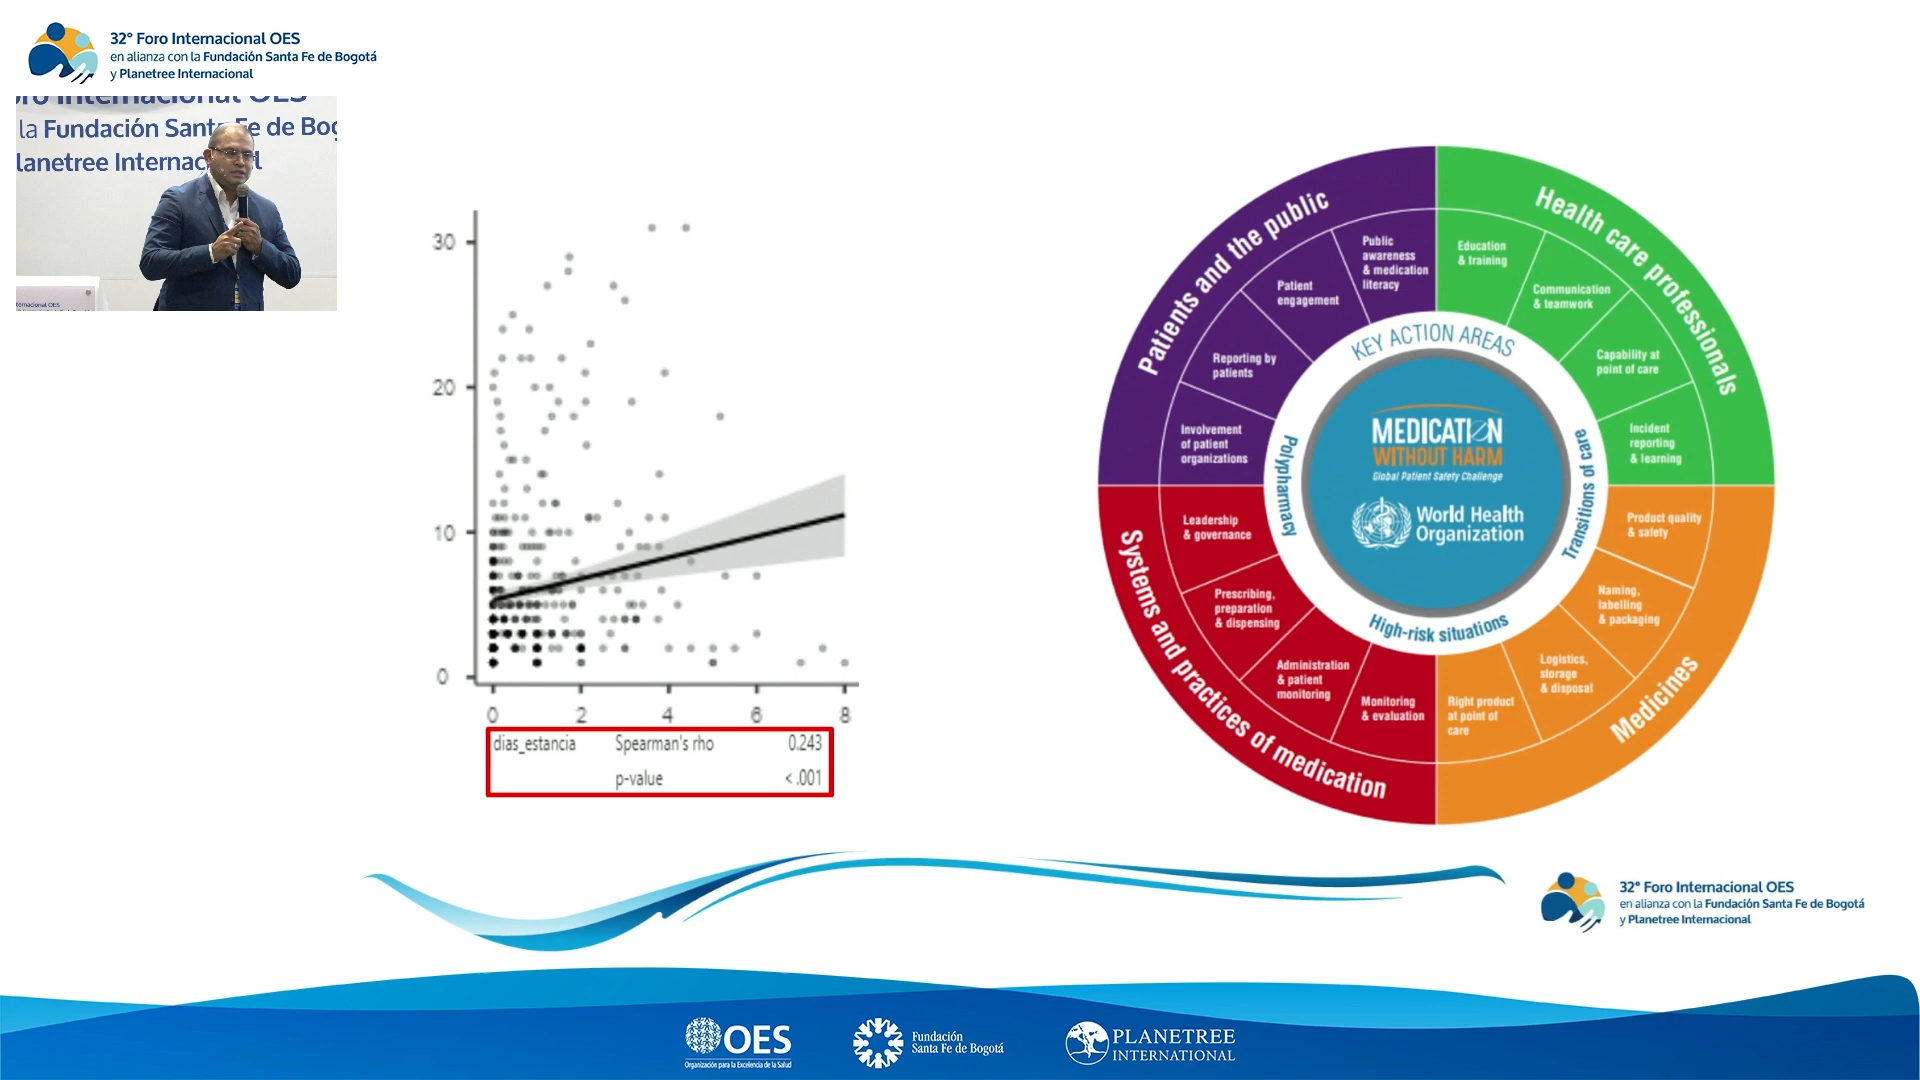 32° Foro Internacional OES
en alianza con la Fundación Santa Fe de Bogotá
y Planetree Internacional
Foro Internacional OES
la Fundación Santa Fe de Bog
lanetree Internacional
30
20
10
0
0 2 4 6 8
dias_estancia Spearman's rho 0.243
p-value < .001
Patients and the public
Public
awareness
& medication
literacy
Patient
engagement
Reporting by
patients
Involvement
of patient
organizations
Health care professionals
Education
& training
Communication
& teamwork
Capability at
point of care
Incident
reporting
& learning
KEY ACTION AREAS
Polypharmacy
Transitions of care
High-risk situations
MEDICATION
WITHOUT HARM
Global Patient Safety Challenge
World Health
Organization
Systems and practices of medication
Leadership
& governance
Prescribing,
preparation
& dispensing
Administration
& patient
monitoring
Monitoring
& evaluation
Medicines
Product quality
& safety
Naming,
labelling
& packaging
Logistics,
storage
& disposal
Right product
at point of
care
32° Foro Internacional OES
en alianza con la Fundación Santa Fe de Bogotá
y Planetree Internacional
OES
Organización para la Excelencia de la Salud
Fundación
Santa Fe de Bogotá
PLANETREE
INTERNATIONAL